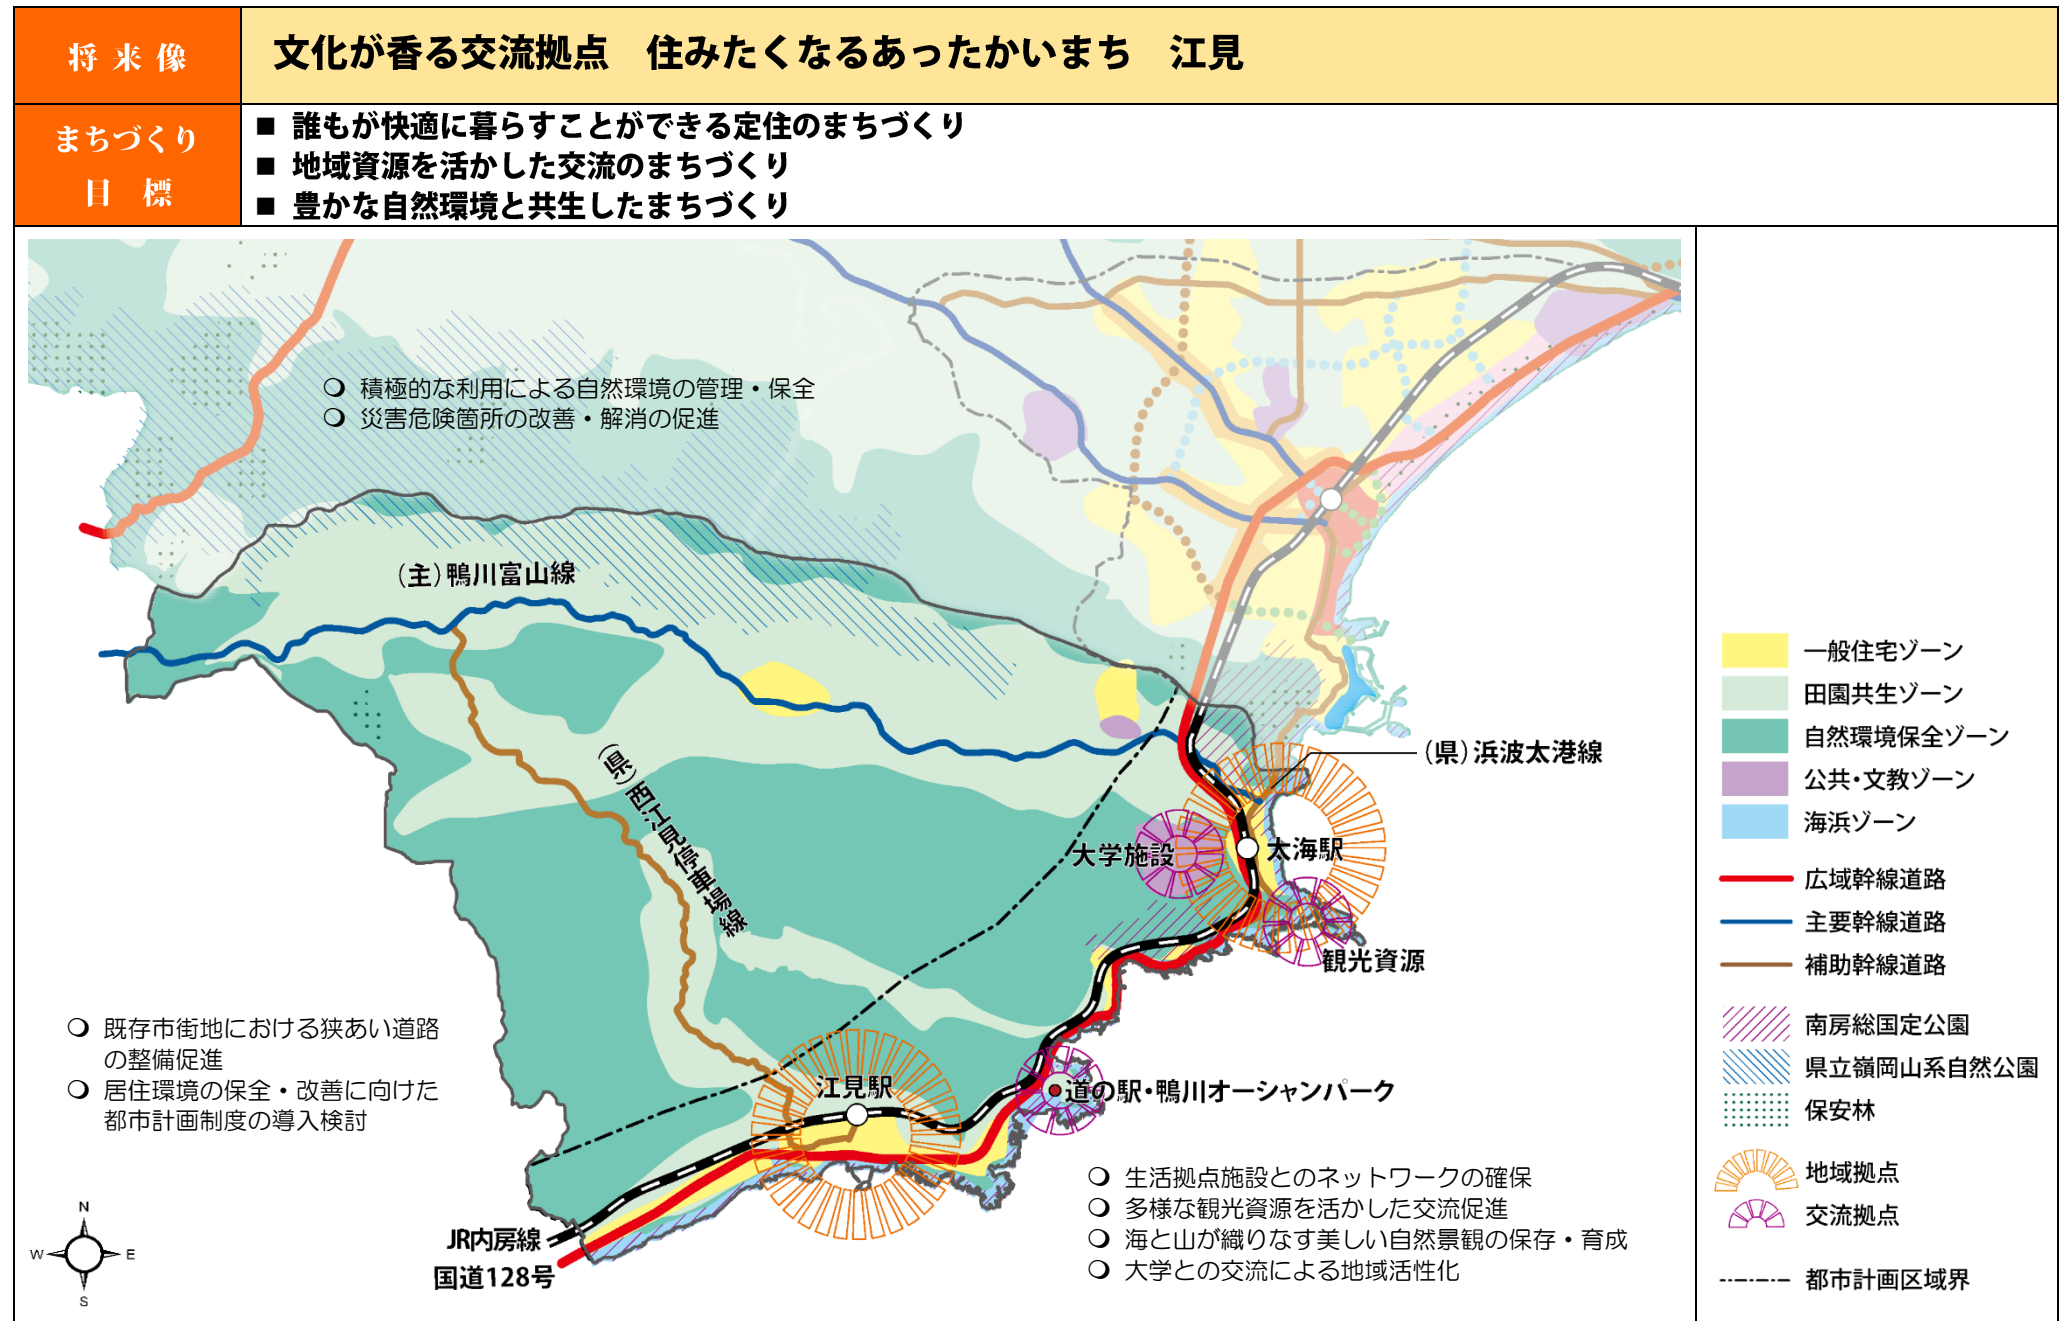 将来像
文化が香る交流拠点　住みたくなるあったかいまち　江見
まちづくり
目　標
■ 誰もが快適に暮らすことができる定住のまちづくり
■ 地域資源を活かした交流のまちづくり
■ 豊かな自然環境と共生したまちづくり
○ 積極的な利用による自然環境の管理・保全
○ 災害危険箇所の改善・解消の促進
(主)鴨川富山線
(県)西江見停車場線
(県)浜波太港線
大学施設
太海駅
観光資源
○ 既存市街地における狭あい道路
の整備促進
○ 居住環境の保全・改善に向けた
都市計画制度の導入検討
江見駅
道の駅・鴨川オーシャンパーク
○ 生活拠点施設とのネットワークの確保
○ 多様な観光資源を活かした交流促進
○ 海と山が織りなす美しい自然景観の保存・育成
○ 大学との交流による地域活性化
JR内房線
国道128号
N
W
E
S
一般住宅ゾーン
田園共生ゾーン
自然環境保全ゾーン
公共・文教ゾーン
海浜ゾーン
広域幹線道路
主要幹線道路
補助幹線道路
南房総国定公園
県立嶺岡山系自然公園
保安林
地域拠点
交流拠点
都市計画区域界